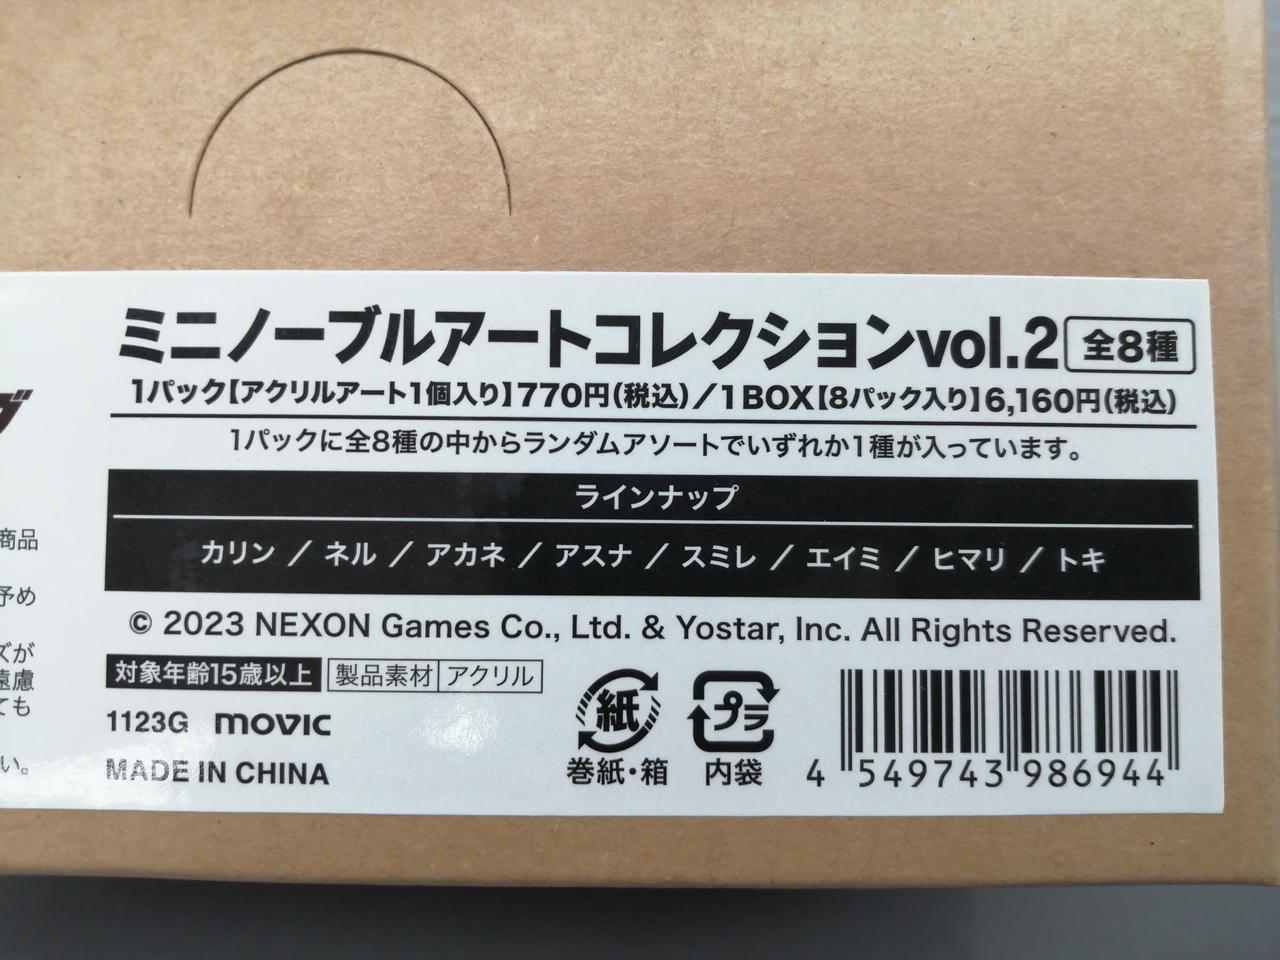 ミニノーブルアートコレクションvol.2 全8種
1パック【アクリルアート1個入り】770円(税込)/1BOX【8パック入り】6,160円(税込)
1パックに全8種の中からランダムアソートでいずれか1種が入っています。
ラインナップ
カリン / ネル / アカネ / アスナ / スミレ / エイミ / ヒマリ / トキ
© 2023 NEXON Games Co., Ltd. & Yostar, Inc. All Rights Reserved.
対象年齢15歳以上 製品素材 アクリル
1123G movic
MADE IN CHINA
紙
巻紙・箱
プラ
内袋
4 549743 986944
商品
予め
ズが
遠慮
ても
い。